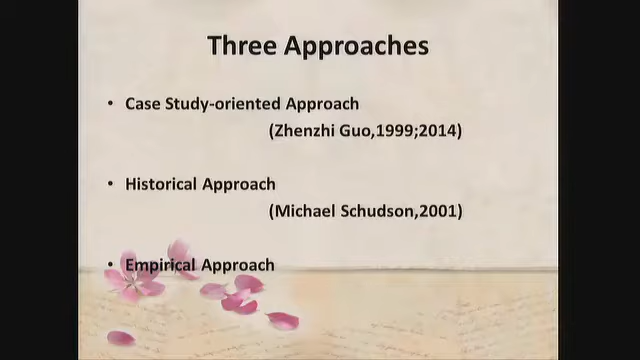 Three Approaches
• Case Study-oriented Approach
(Zhenzhi Guo,1999;2014)
• Historical Approach
(Michael Schudson,2001)
• Empirical Approach